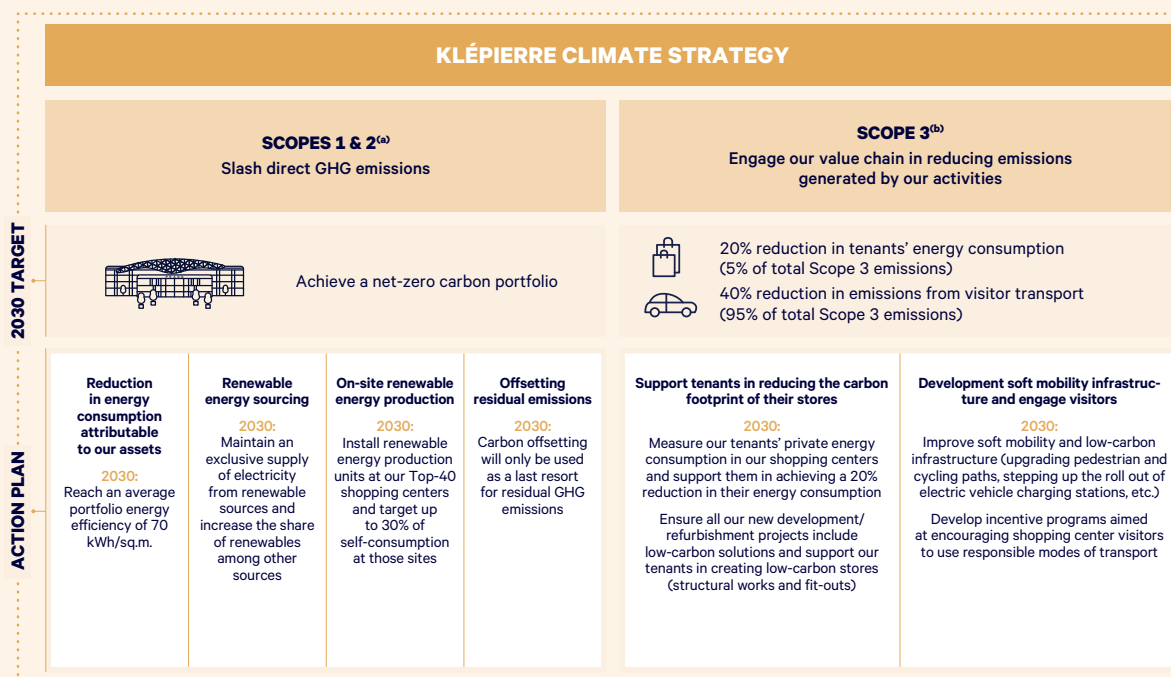 KLÉPIERRE CLIMATE STRATEGY
SCOPES 1 & 2(a)
Slash direct GHG emissions
SCOPE 3(b)
Engage our value chain in reducing emissions
generated by our activities
2030 TARGET
Achieve a net-zero carbon portfolio
20% reduction in tenants’ energy consumption
(5% of total Scope 3 emissions)
40% reduction in emissions from visitor transport
(95% of total Scope 3 emissions)
ACTION PLAN
Reduction
in energy
consumption
attributable
to our assets
2030:
Reach an average
portfolio energy
efficiency of 70
kWh/sq.m.
Renewable
energy sourcing
2030:
Maintain an
exclusive supply
of electricity
from renewable
sources and
increase the share
of renewables
among other
sources
On-site renewable
energy production
2030:
Install renewable
energy production
units at our Top-40
shopping centers
and target up
to 30% of
self-consumption
at those sites
Offsetting
residual emissions
2030:
Carbon offsetting
will only be used
as a last resort
for residual GHG
emissions
Support tenants in reducing the carbon
footprint of their stores
2030:
Measure our tenants’ private energy
consumption in our shopping centers
and support them in achieving a 20%
reduction in their energy consumption
Ensure all our new development/
refurbishment projects include
low-carbon solutions and support our
tenants in creating low-carbon stores
(structural works and fit-outs)
Development soft mobility infrastruc-
ture and engage visitors
2030:
Improve soft mobility and low-carbon
infrastructure (upgrading pedestrian and
cycling paths, stepping up the roll out of
electric vehicle charging stations, etc.)
Develop incentive programs aimed
at encouraging shopping center visitors
to use responsible modes of transport